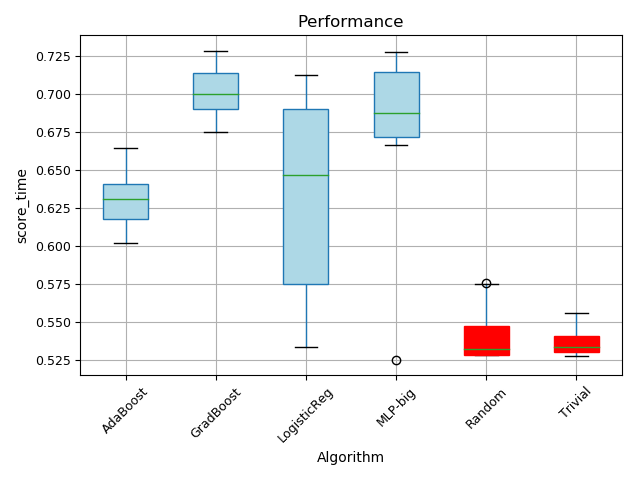 Performance
0.725
0.700
0.675
0.650
0.625
0.600
0.575
0.550
0.525
score_time
AdaBoost
GradBoost
LogisticReg
MLP-big
Random
Trivial
Algorithm